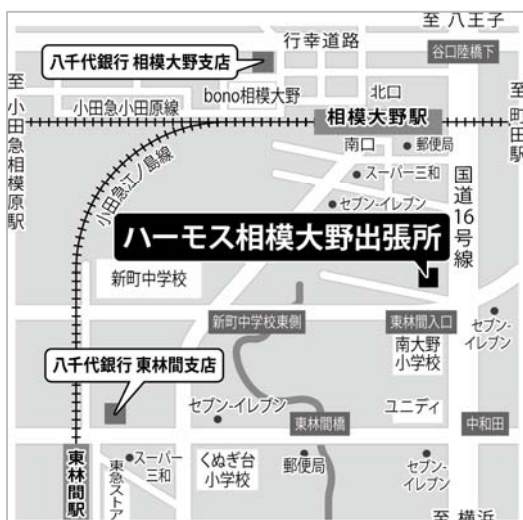 至 八王子
行幸道路
谷口陸橋下
八千代銀行 相模大野支店
bono相模大野
北口
至 小田急相模原駅
小田急小田原線
相模大野駅
至 町田駅
南口
郵便局
スーパー三和
小田急江ノ島線
セブン-イレブン
国道16号線
ハーモス相模大野出張所
新町中学校
新町中学校東側
東林間入口
セブン-
イレブン
南大野
小学校
八千代銀行 東林間支店
セブン-イレブン
ユニディ
東林間橋
中和田
東林間駅
東急ストア
スーパー
三和
くぬぎ台
小学校
郵便局
セブン-
イレブン
至 横浜